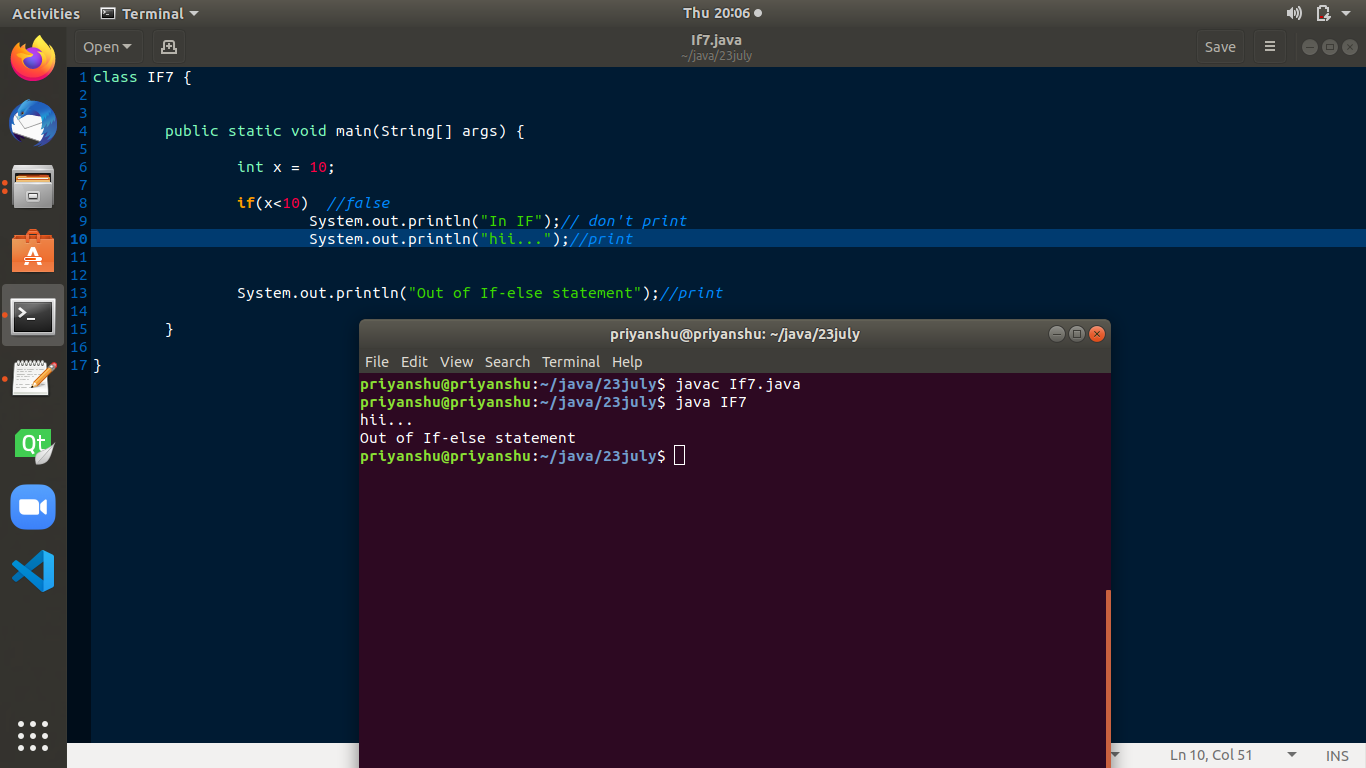 Activities Terminal Thu 20:06
Open If7.java Save
~/java/23july
1 class IF7 {
2
3
4 public static void main(String[] args) {
5
6 int x = 10;
7
8 if(x<10) //false
9 System.out.println("In IF");// don't print
10 System.out.println("hii...");//print
11
12
13 System.out.println("Out of If-else statement");//print
14
15 }
16
17 }
priyanshu@priyanshu: ~/java/23july
File Edit View Search Terminal Help
priyanshu@priyanshu:~/java/23july$ javac If7.java
priyanshu@priyanshu:~/java/23july$ java IF7
hii...
Out of If-else statement
priyanshu@priyanshu:~/java/23july$
Qt
Ln 10, Col 51 INS